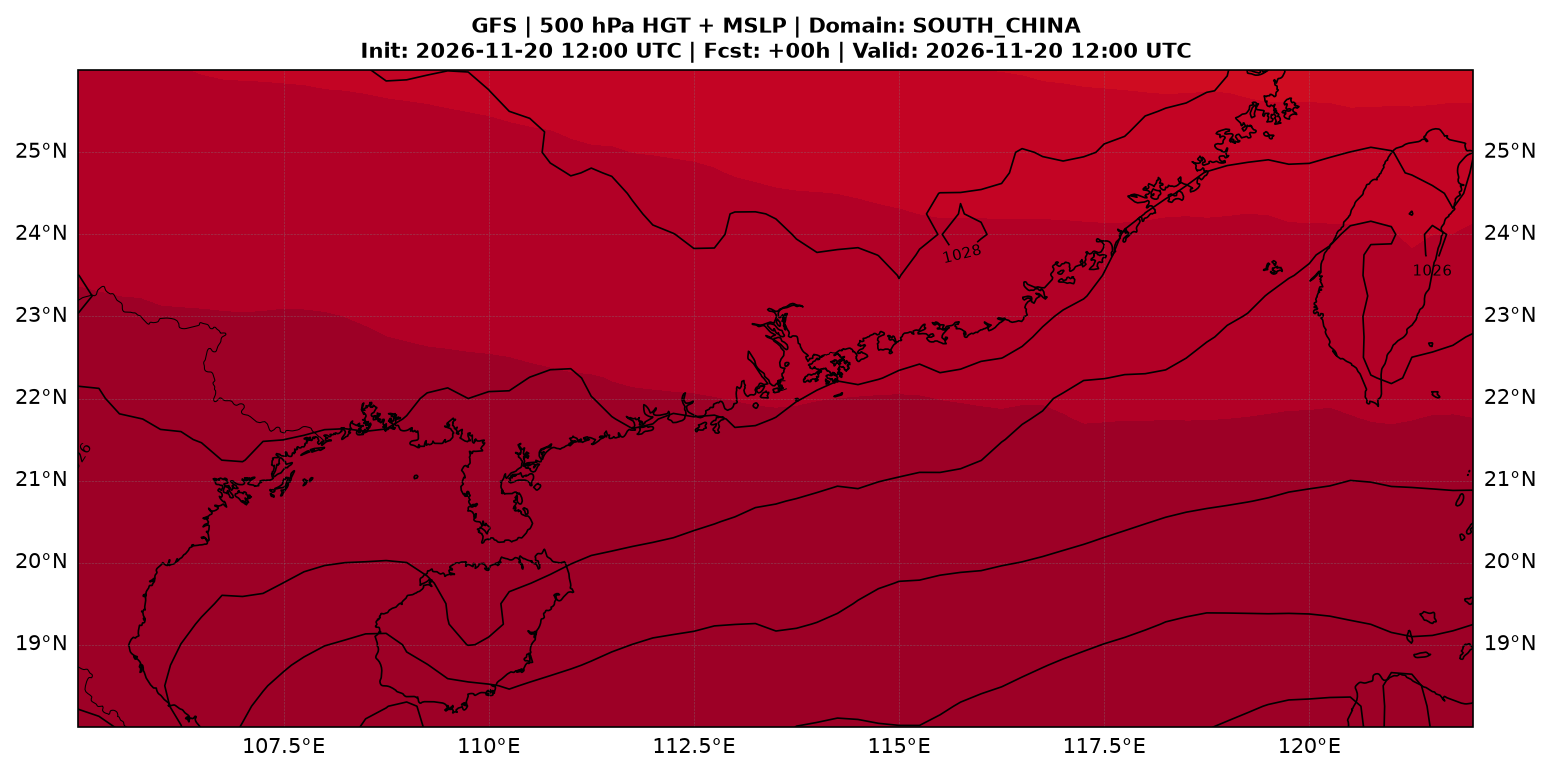 GFS | 500 hPa HGT + MSLP | Domain: SOUTH_CHINA
Init: 2026-11-20 12:00 UTC | Fcst: +00h | Valid: 2026-11-20 12:00 UTC
25°N
25°N
24°N
24°N
1028
1026
23°N
23°N
22°N
22°N
26
21°N
21°N
20°N
20°N
19°N
19°N
107.5°E
110°E
112.5°E
115°E
117.5°E
120°E